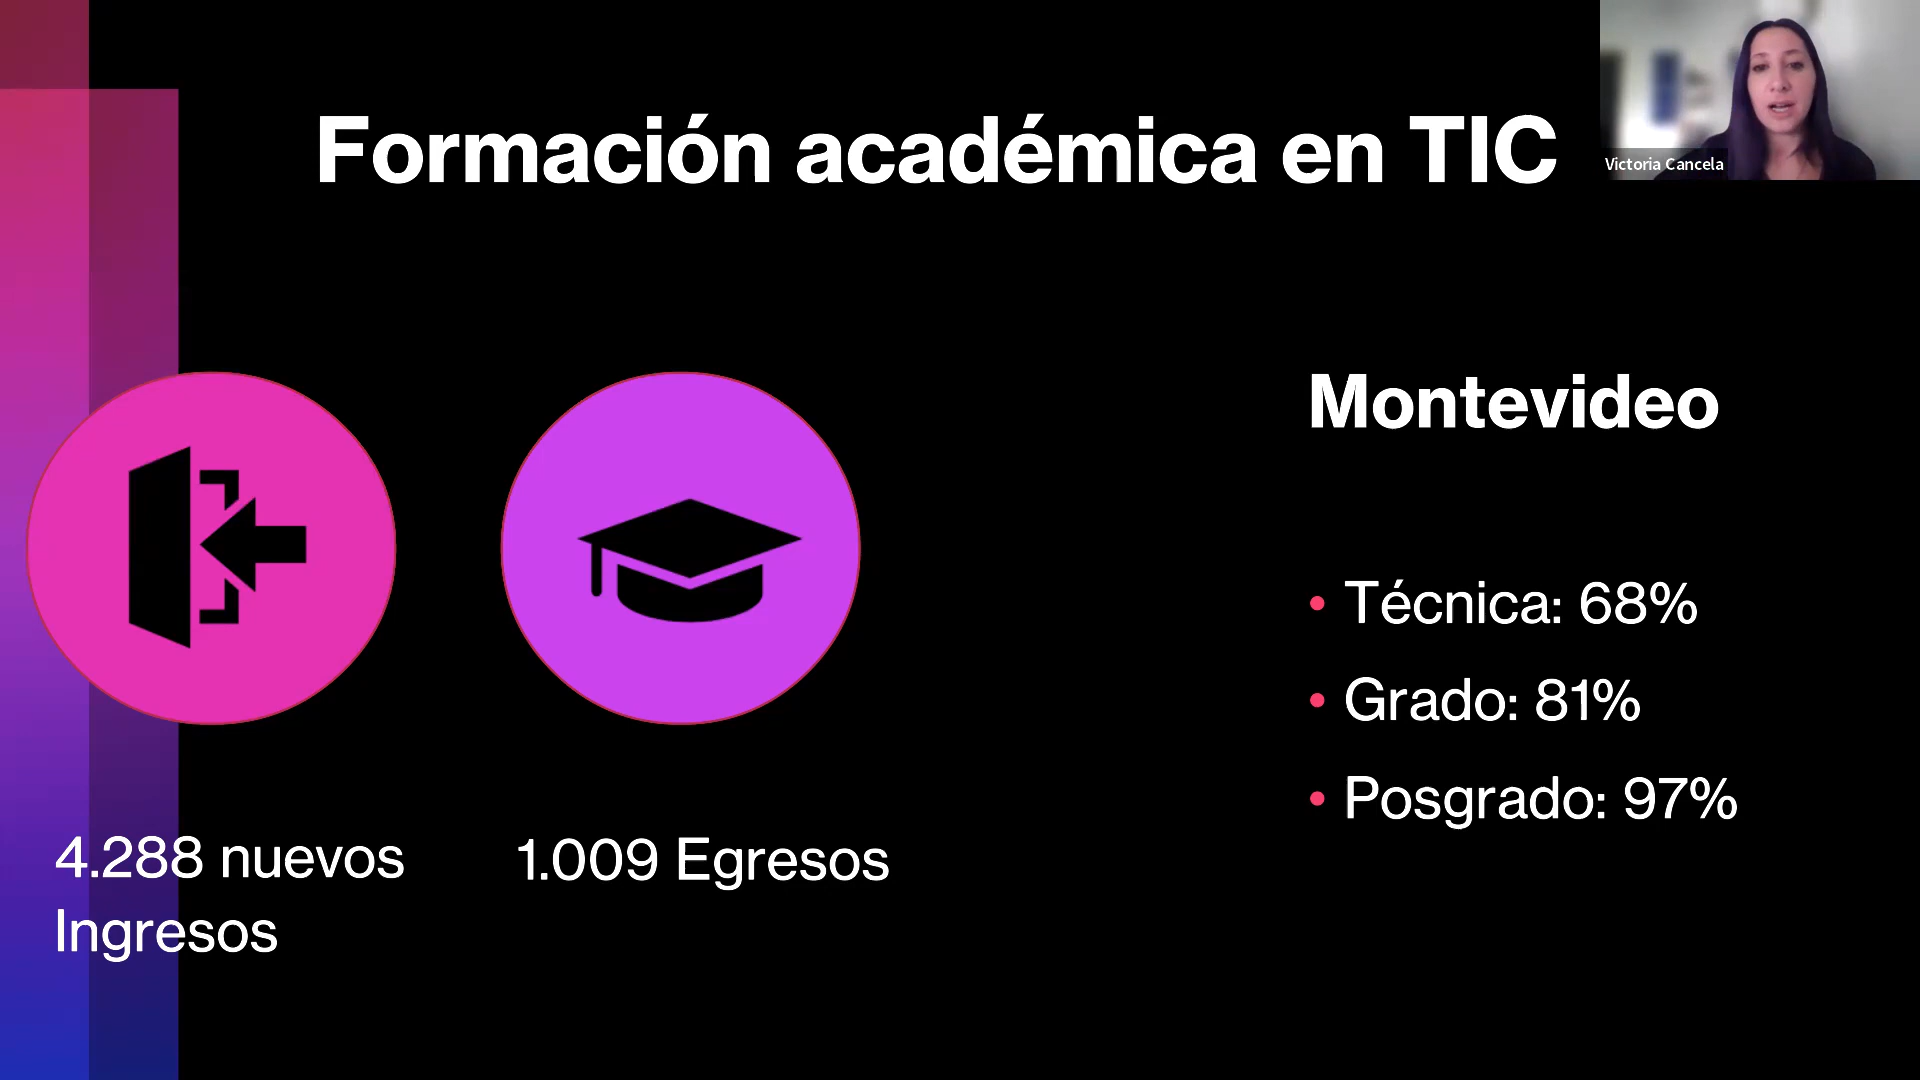 Formación académica en TIC
Victoria Cancela
Montevideo
• Técnica: 68%
• Grado: 81%
• Posgrado: 97%
4.288 nuevos
Ingresos
1.009 Egresos